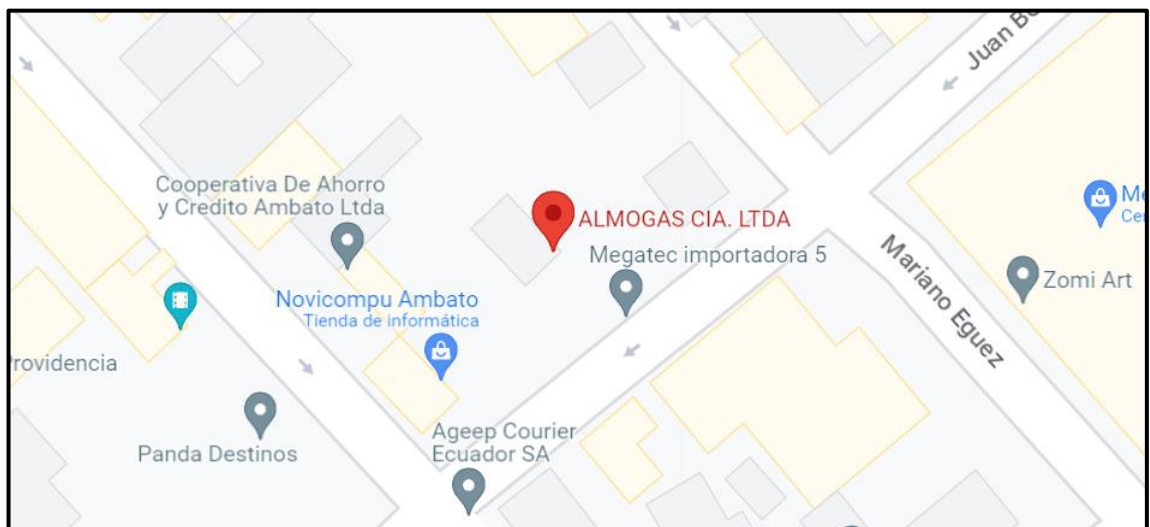 Juan B
Cooperativa De Ahorro
y Credito Ambato Ltda
ALMOGAS CIA. LTDA
Megatec importadora 5
Mariano Eguez
Zomi Art
Novicompu Ambato
Tienda de informática
rovidencia
Panda Destinos
Ageep Courier
Ecuador SA